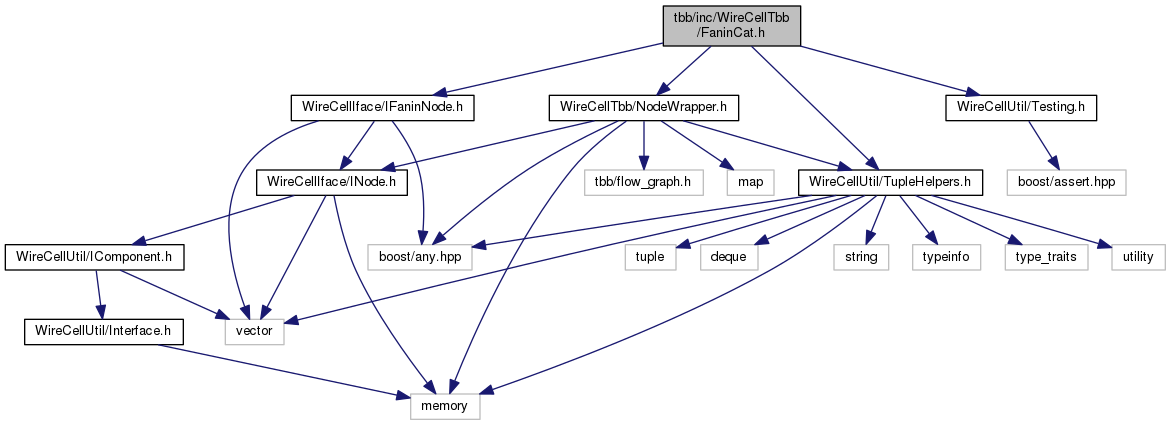 tbb/inc/WireCellTbb
/FaninCat.h
WireCellIface/IFaninNode.h
WireCellTbb/NodeWrapper.h
WireCellUtil/Testing.h
WireCellIface/INode.h
tbb/flow_graph.h
map
WireCellUtil/TupleHelpers.h
boost/assert.hpp
WireCellUtil/IComponent.h
boost/any.hpp
tuple
deque
string
typeinfo
type_traits
utility
WireCellUtil/Interface.h
vector
memory